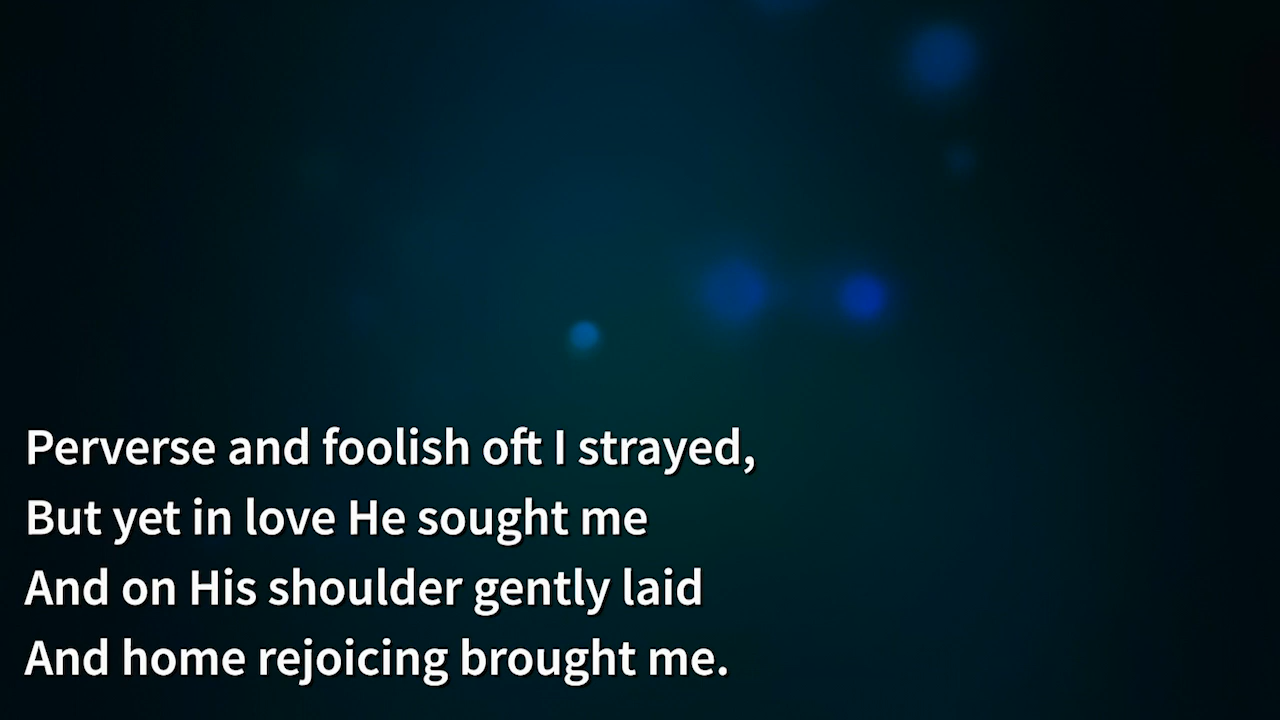 Perverse and foolish oft I strayed,
But yet in love He sought me
And on His shoulder gently laid
And home rejoicing brought me.